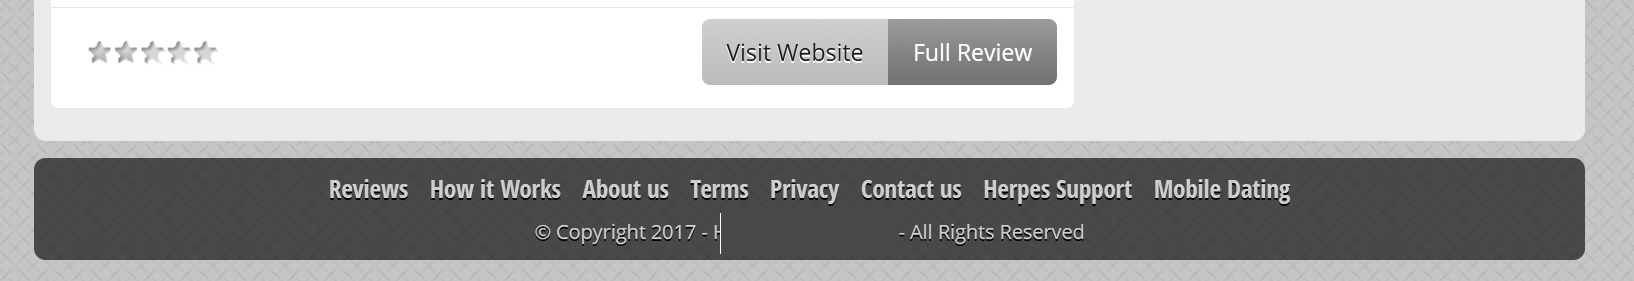 Visit Website Full Review
Reviews How it Works About us Terms Privacy Contact us Herpes Support Mobile Dating
© Copyright 2017 - - All Rights Reserved